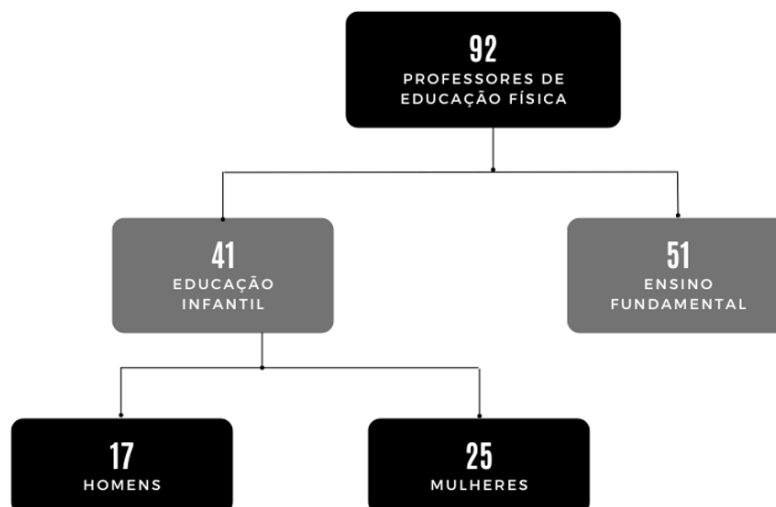 92
PROFESSORES DE
EDUCAÇÃO FÍSICA
41
EDUCAÇÃO
INFANTIL
51
ENSINO
FUNDAMENTAL
17
HOMENS
25
MULHERES